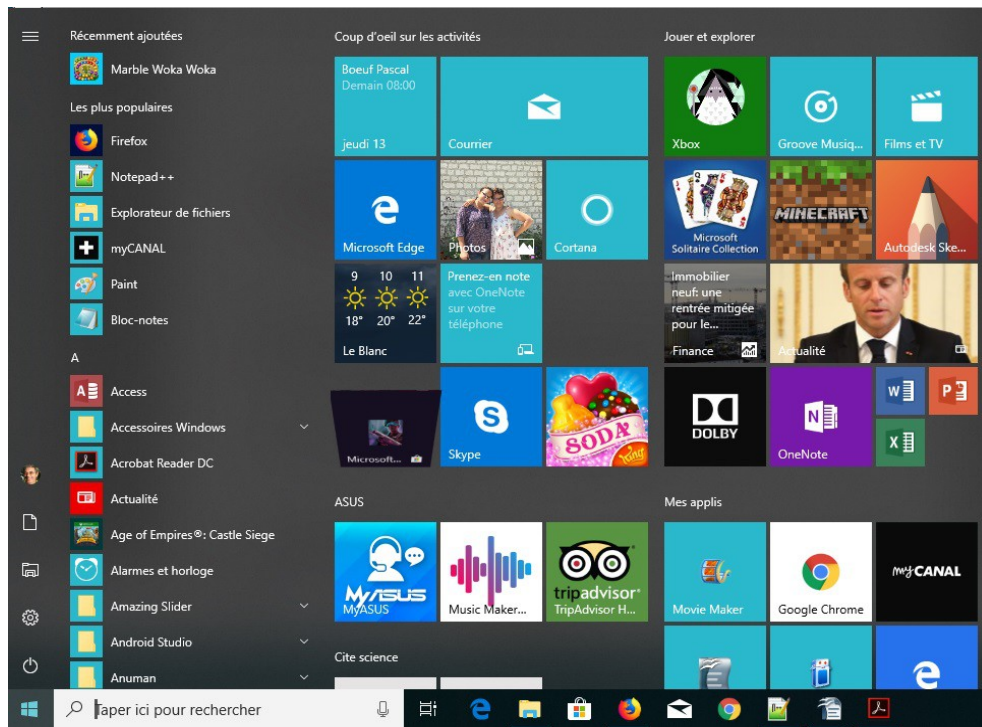 Récemment ajoutées
Marble Woka Woka
Les plus populaires
Firefox
Notepad++
Explorateur de fichiers
myCANAL
Paint
Bloc-notes
A
Access
Accessoires Windows
Acrobat Reader DC
Actualité
Age of Empires®: Castle Siege
Alarmes et horloge
Amazing Slider
Android Studio
Anuman
Coup d'oeil sur les activités
Boeuf Pascal
Demain 08:00
jeudi 13
Courrier
Microsoft Edge
Photos
Cortana
9 10 11
18° 20° 22°
Le Blanc
Prenez-en note
avec OneNote
sur votre
téléphone
Microsoft...
Skype
SODA
King
ASUS
MyASUS
MyASUS
Music Maker...
tripadvisor®
TripAdvisor H...
Cite science
Jouer et explorer
Xbox
Groove Musiq...
Films et TV
Microsoft
Solitaire Collection
MINECRAFT
Autodesk Ske...
Immobilier
neuf: une
rentrée mitigée
pour le...
Finance
Actualité
DOLBY
N
OneNote
W
P
X
Mes applis
Movie Maker
Google Chrome
myCANAL
Taper ici pour rechercher